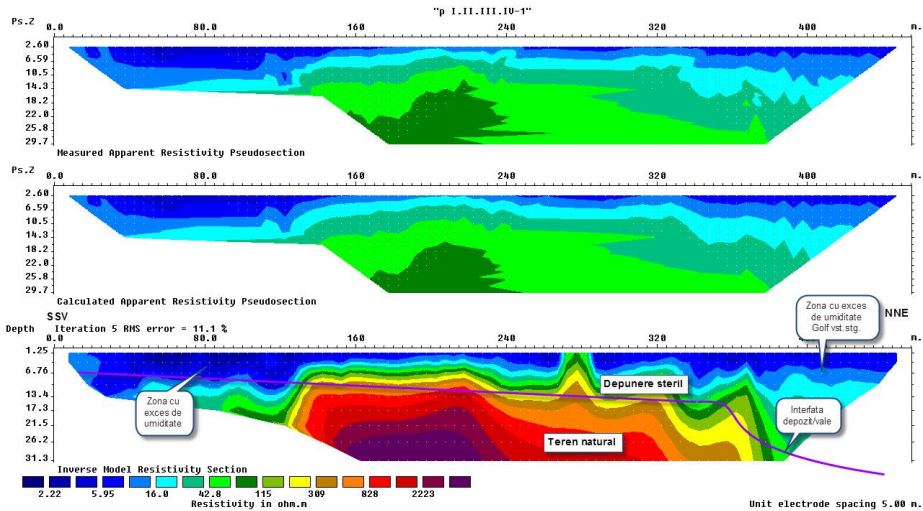 "p I.II.III.IV-1"
Ps.Z 0.0 80.0 160 240 320 400 m.
2.60
6.59
10.5
14.3
18.2
22.0
25.8
29.7
Measured Apparent Resistivity Pseudosection
Ps.Z 0.0 80.0 160 240 320 400 m.
2.60
6.59
10.5
14.3
18.2
22.0
25.8
29.7
Calculated Apparent Resistivity Pseudosection
SSV
NNE
Depth Iteration 5 RMS error = 11.1 %
0.0 80.0 160 240 320 400 m.
1.25
6.76
13.4
17.3
21.5
26.2
31.3
Zona cu exces
de umiditate
Golf vst.stg.
Zona cu
exces de
umiditate
Depunere steril
Teren natural
Interfata
depozit/vale
Inverse Model Resistivity Section
2.22 5.95 16.0 42.8 115 309 828 2223
Resistivity in ohm.m
Unit electrode spacing 5.00 m.